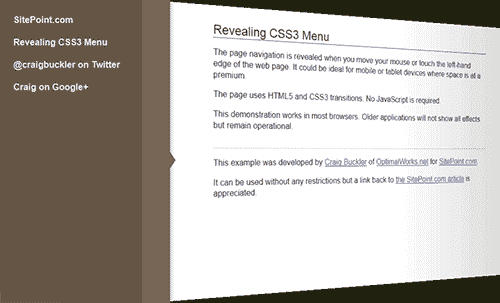 SitePoint.com
Revealing CSS3 Menu
@craigbuckler on Twitter
Craig on Google+
Revealing CSS3 Menu
The page navigation is revealed when you move your mouse or touch the left-hand
edge of the web page. It could be ideal for mobile or tablet devices where space is at a
premium.
The page uses HTML5 and CSS3 transitions. No JavaScript is required.
This demonstration works in most browsers. Older applications will not show all effects
but remain operational.
This example was developed by Craig Buckler of OptimalWorks.net for SitePoint.com.
It can be used without any restrictions but a link back to the SitePoint.com article is
appreciated.